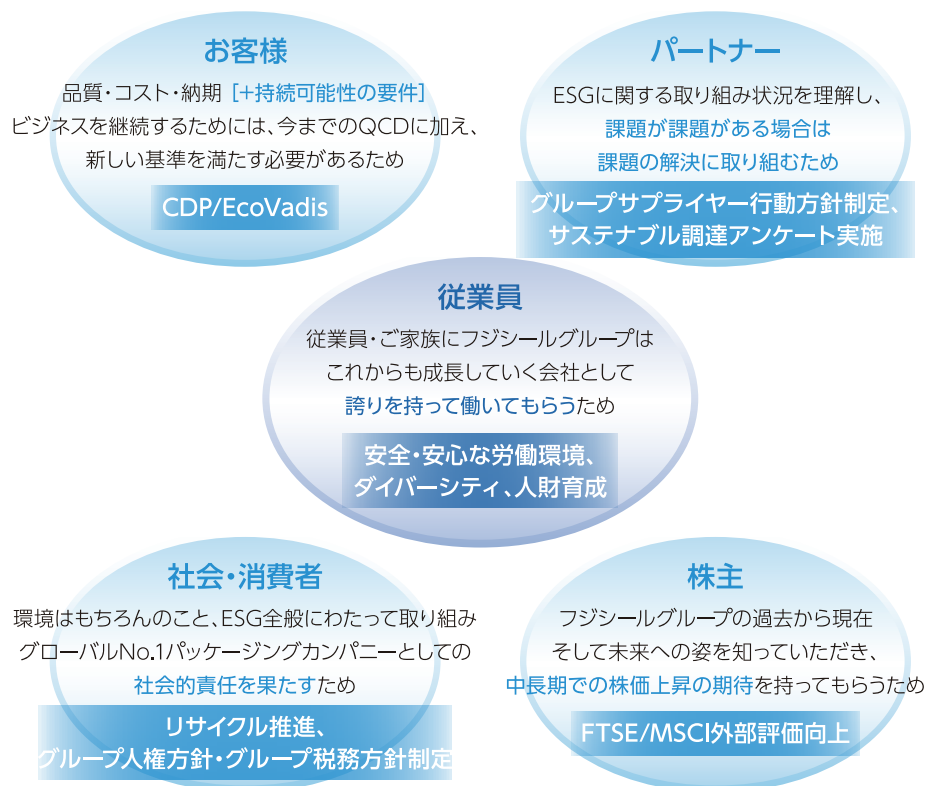 お客様
品質・コスト・納期 [+持続可能性の要件]
ビジネスを継続するためには、今までのQCDに加え、
新しい基準を満たす必要があるため
CDP/EcoVadis
パートナー
ESGに関する取り組み状況を理解し、
課題が課題がある場合は
課題の解決に取り組むため
グループサプライヤー行動方針制定、
サステナブル調達アンケート実施
従業員
従業員・ご家族にフジシールグループは
これからも成長していく会社として
誇りを持って働いてもらうため
安全・安心な労働環境、
ダイバーシティ、人財育成
社会・消費者
環境はもちろんのこと、ESG全般にわたって取り組み
グローバルNo.1パッケージングカンパニーとしての
社会的責任を果たすため
リサイクル推進、
グループ人権方針・グループ税務方針制定
株主
フジシールグループの過去から現在
そして未来への姿を知っていただき、
中長期での株価上昇の期待を持ってもらうため
FTSE/MSCI外部評価向上